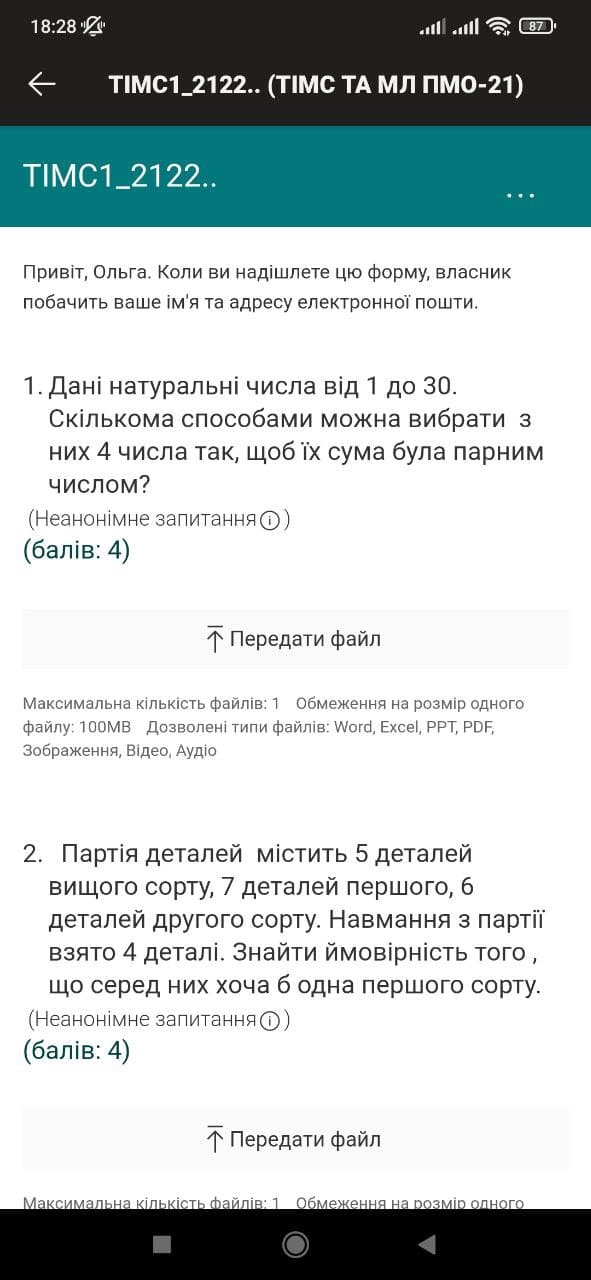 18:28
87
ТІМС1_2122.. (ТІМС ТА МЛ ПМО-21)
ТІМС1_2122..
...
Привіт, Ольга. Коли ви надішлете цю форму, власник
побачить ваше ім'я та адресу електронної пошти.
1. Дані натуральні числа від 1 до 30.
Скількома способами можна вибрати з
них 4 числа так, щоб їх сума була парним
числом?
(Неанонімне запитання)
(балів: 4)
Передати файл
Максимальна кількість файлів: 1 Обмеження на розмір одного
файлу: 100MB Дозволені типи файлів: Word, Excel, PPT, PDF,
Зображення, Відео, Аудіо
2. Партія деталей містить 5 деталей
вищого сорту, 7 деталей першого, 6
деталей другого сорту. Навмання з партії
взято 4 деталі. Знайти ймовірність того ,
що серед них хоча б одна першого сорту.
(Неанонімне запитання)
(балів: 4)
Передати файл
Максимальна кількість файлів: 1 Обмеження на розмір одного